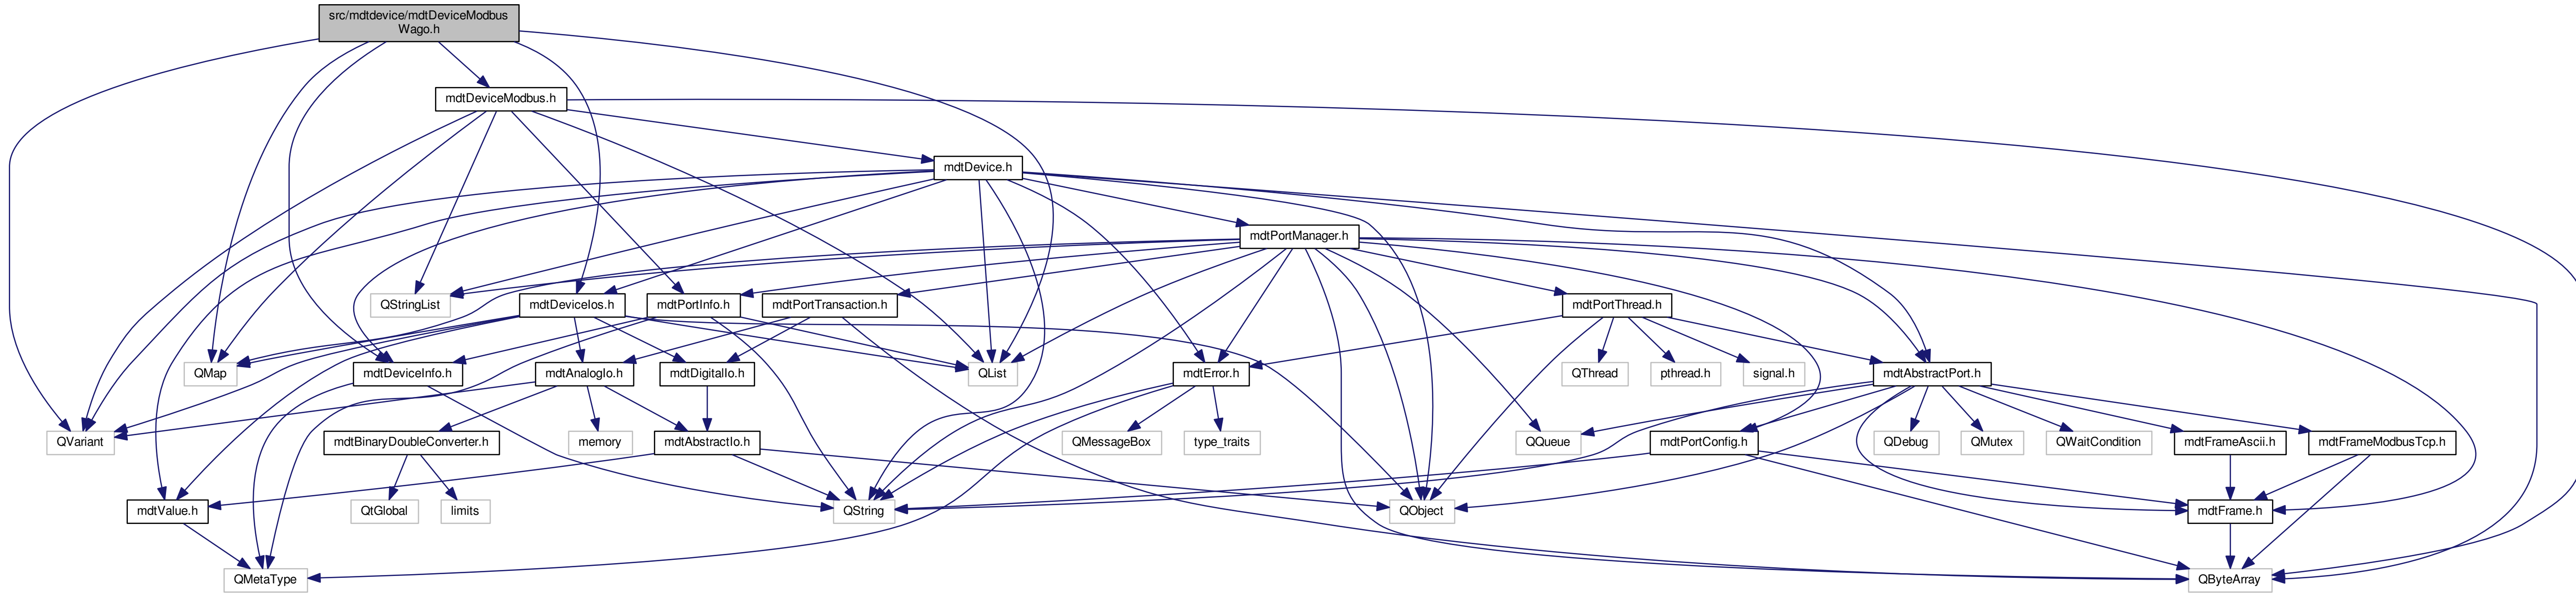 src/mdtdevice/mdtDeviceModbus
Wago.h
mdtDeviceModbus.h
mdtDevice.h
mdtPortManager.h
QStringList
mdtDeviceIos.h
mdtPortInfo.h
mdtPortTransaction.h
mdtPortThread.h
QMap
mdtDeviceInfo.h
mdtAnalogIo.h
mdtDigitalIo.h
QList
mdtError.h
QThread
pthread.h
signal.h
mdtAbstractPort.h
QVariant
mdtBinaryDoubleConverter.h
memory
mdtAbstractIo.h
QMessageBox
type_traits
QQueue
mdtPortConfig.h
QDebug
QMutex
QWaitCondition
mdtFrameAscii.h
mdtFrameModbusTcp.h
mdtValue.h
QtGlobal
limits
QString
QObject
mdtFrame.h
QMetaType
QByteArray